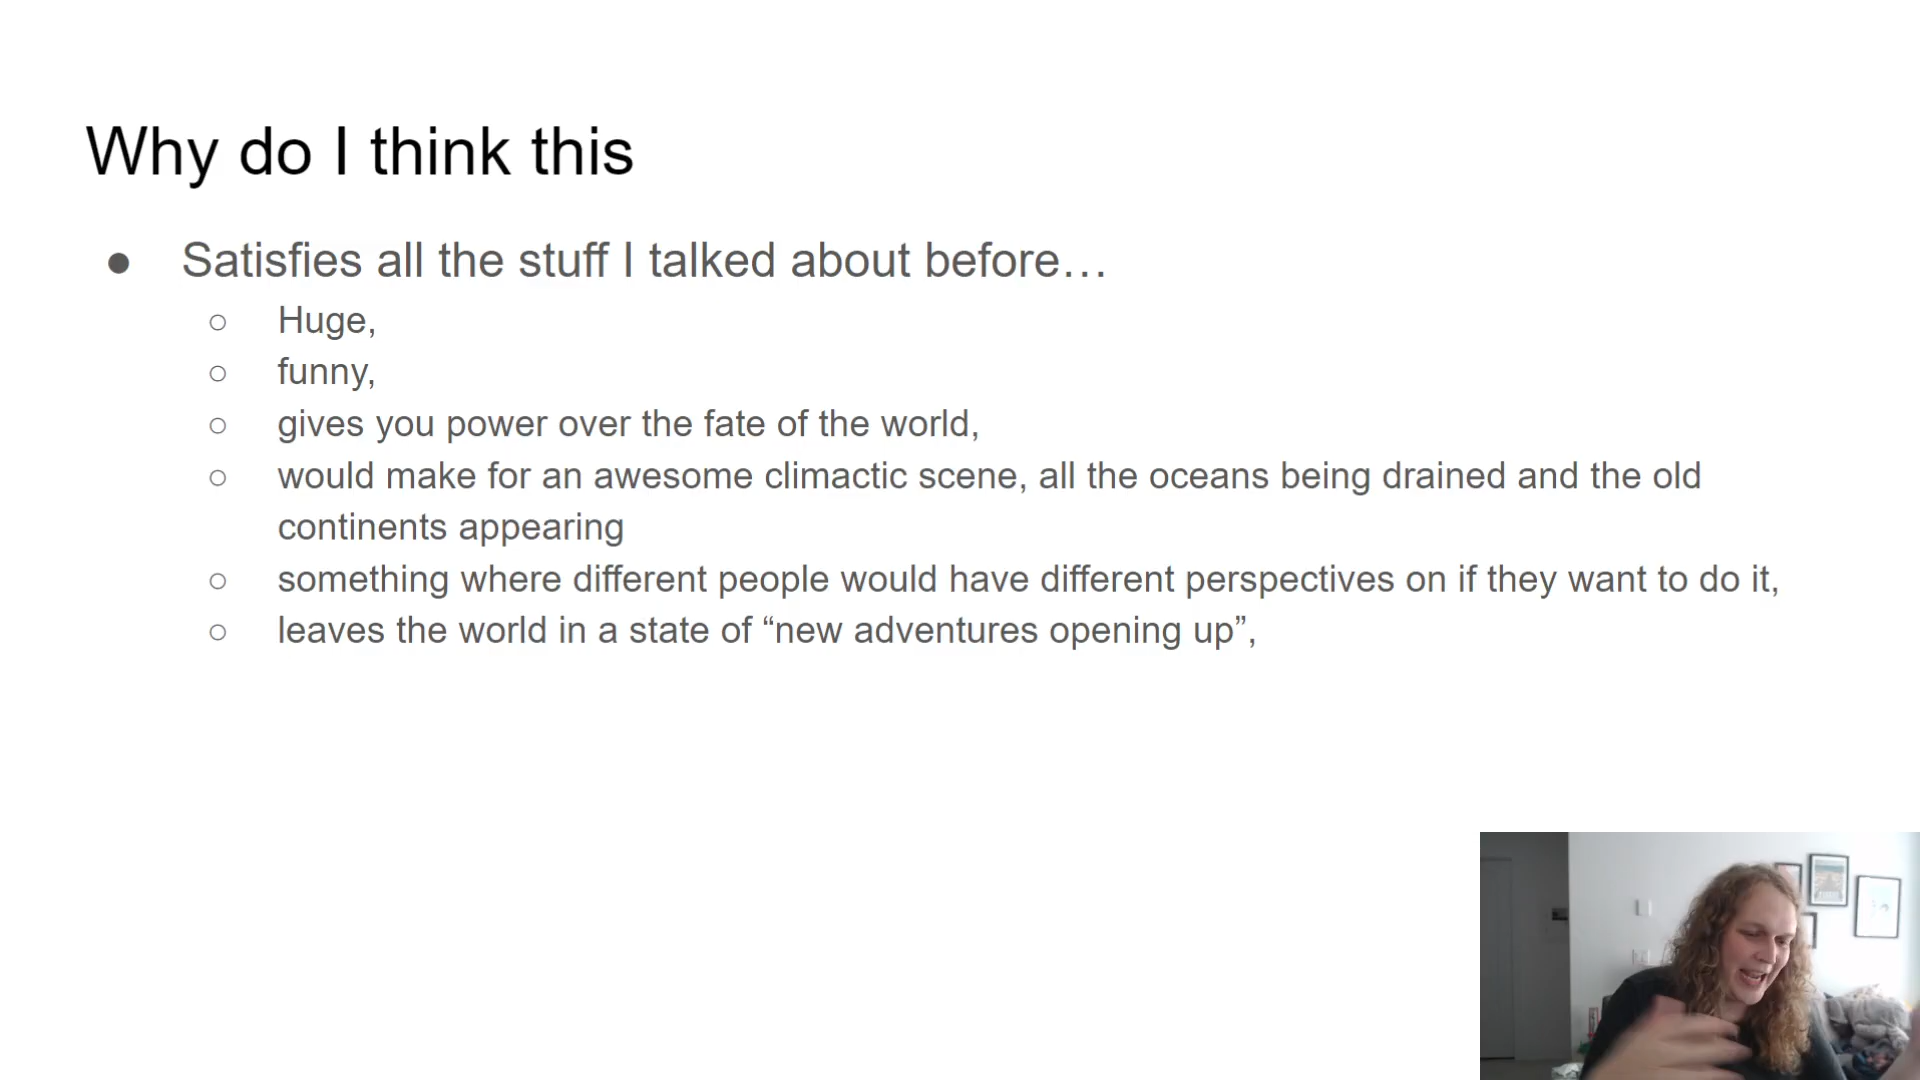 Why do I think this
● Satisfies all the stuff I talked about before…
○ Huge,
○ funny,
○ gives you power over the fate of the world,
○ would make for an awesome climactic scene, all the oceans being drained and the old
continents appearing
○ something where different people would have different perspectives on if they want to do it,
○ leaves the world in a state of “new adventures opening up”,